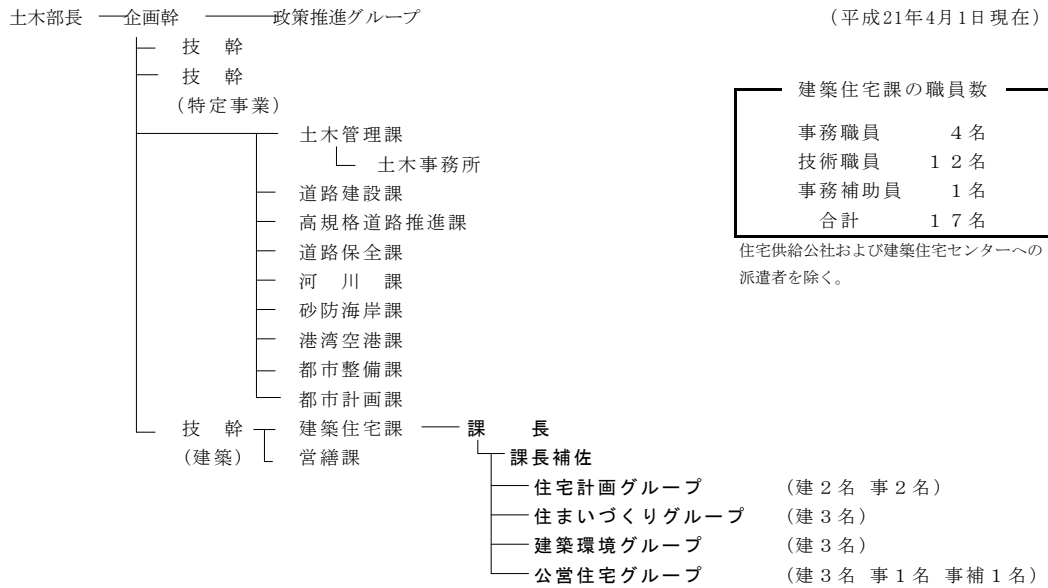 土木部長 企画幹 政策推進グループ （平成21年4月1日現在）
技 幹
技 幹
（特定事業）
土木管理課
土木事務所
道路建設課
高規格道路推進課
道路保全課
河 川 課
砂防海岸課
港湾空港課
都市整備課
都市計画課
技 幹 建築住宅課 課 長
（建築） 営繕課 課長補佐
住宅計画グループ （建２名 事２名）
住まいづくりグループ （建３名）
建築環境グループ （建３名）
公営住宅グループ （建３名 事１名 事補１名）
建築住宅課の職員数
事務職員 ４名
技術職員 １２名
事務補助員 １名
合計 １７名
住宅供給公社および建築住宅センターへの
派遣者を除く。